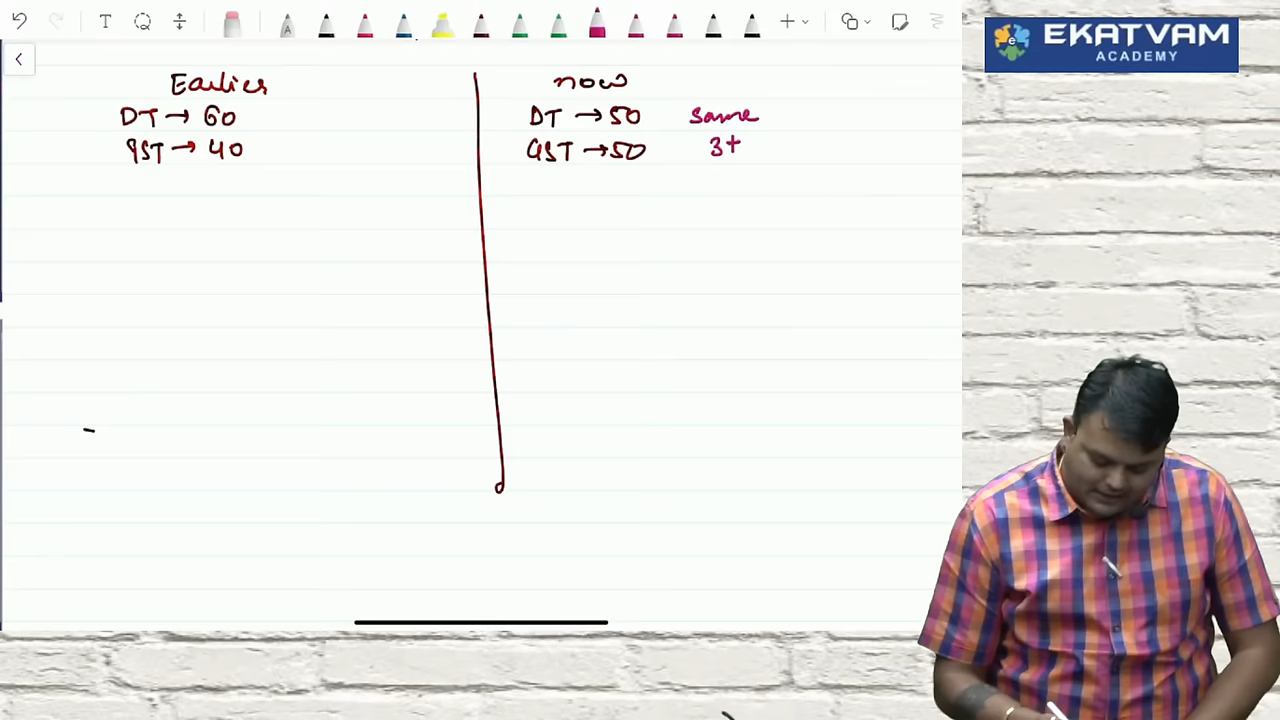 EKATVAM
ACADEMY
Earlier
DT → 60
GST → 40
now
DT → 50 same
GST → 50 3+